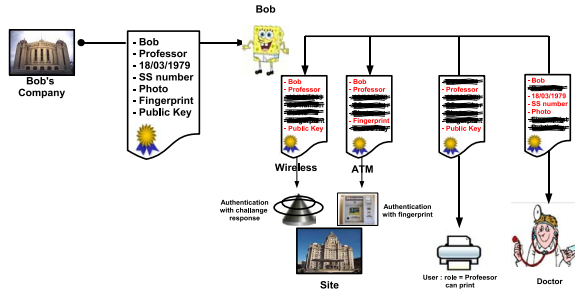 Bob
Bob's
Company
- Bob
- Professor
- 18/03/1979
- SS number
- Photo
- Fingerprint
- Public Key
- Bob
- Professor
- Public Key
- Bob
- Professor
- Fingerprint
- Professor
- Public Key
- Bob
- 18/03/1979
- SS number
- Photo
Wireless
ATM
Authentication
with challange
response
Authentication
with fingerprint
Site
User : role = Profeesor
can print
Doctor